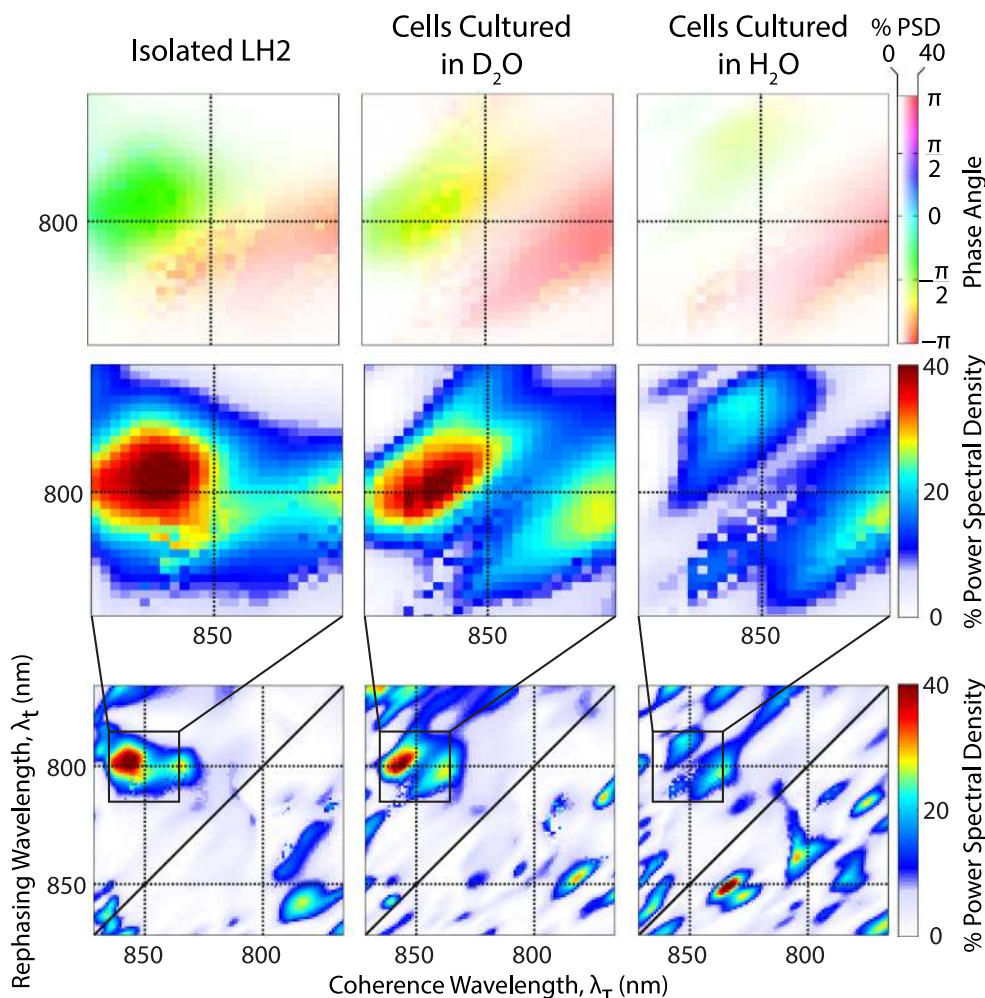 Isolated LH2
Cells Cultured
in D₂O
Cells Cultured
in H₂O
% PSD
0 40
π
π/2
0
−π/2
−π
Phase Angle
800
800
850
850
850
40
20
0
% Power Spectral Density
800
850
850
800
850
800
850
800
40
20
0
% Power Spectral Density
Rephasing Wavelength, λt (nm)
Coherence Wavelength, λT (nm)